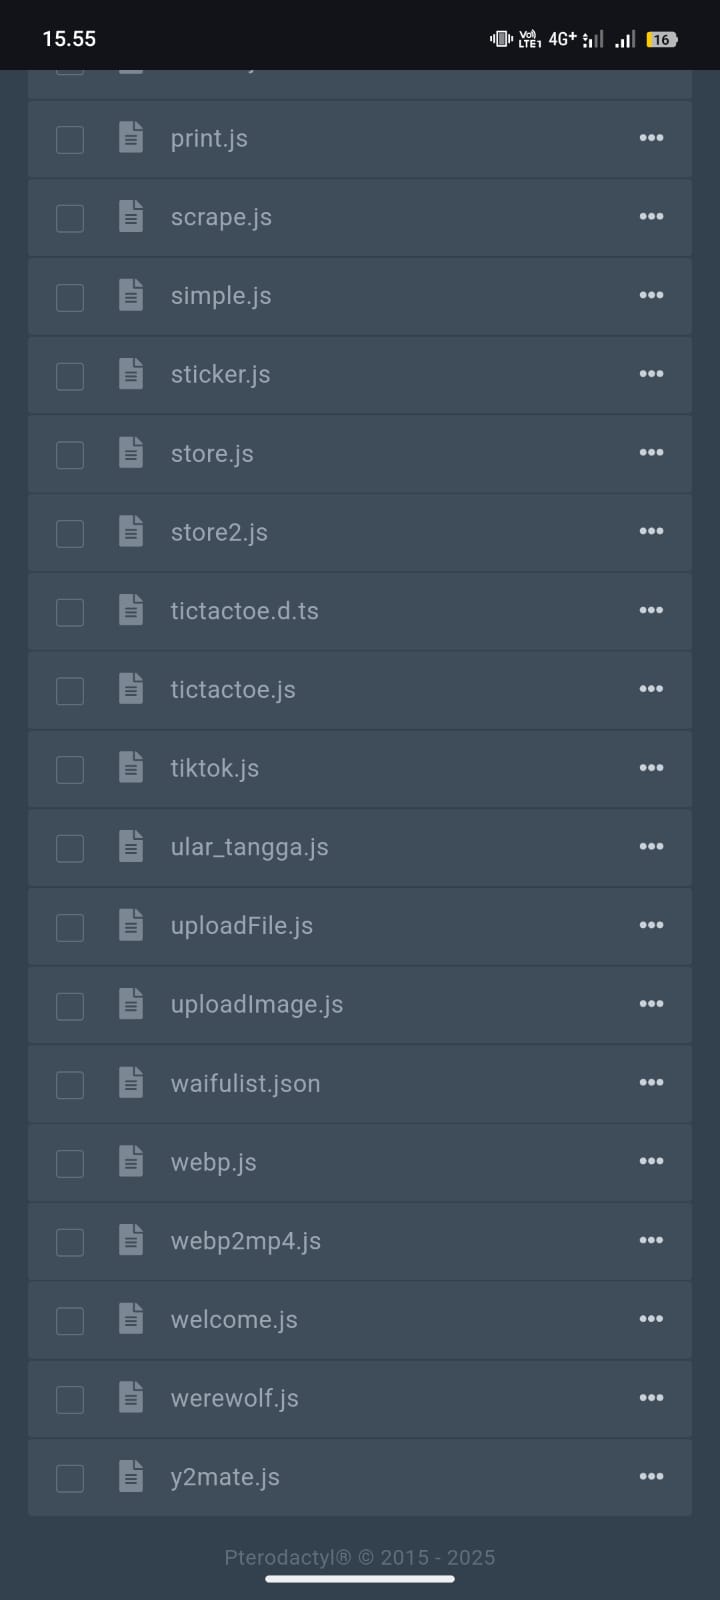 15.55
Vo)) LTE1 4G+ 16
print.js
scrape.js
simple.js
sticker.js
store.js
store2.js
tictactoe.d.ts
tictactoe.js
tiktok.js
ular_tangga.js
uploadFile.js
uploadImage.js
waifulist.json
webp.js
webp2mp4.js
welcome.js
werewolf.js
y2mate.js
Pterodactyl® © 2015 - 2025